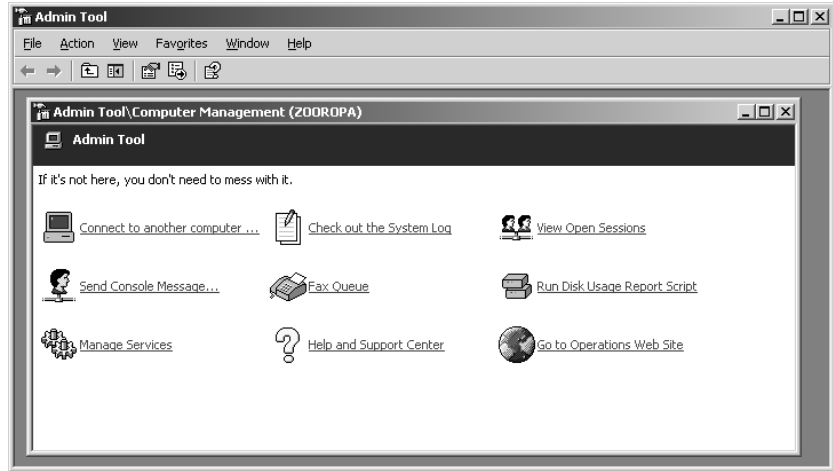 Admin Tool
File Action View Favorites Window Help
Admin Tool\Computer Management (ZOOROPA)
Admin Tool
If it's not here, you don't need to mess with it.
Connect to another computer ... Check out the System Log View Open Sessions
Send Console Message... Fax Queue Run Disk Usage Report Script
Manage Services Help and Support Center Go to Operations Web Site